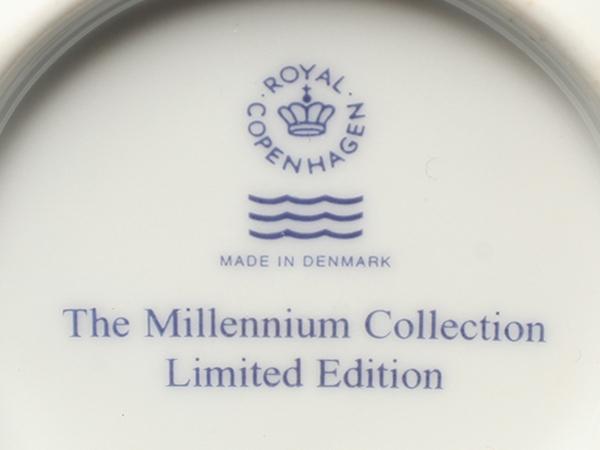 ROYAL
COPENHAGEN
MADE IN DENMARK
The Millennium Collection
Limited Edition